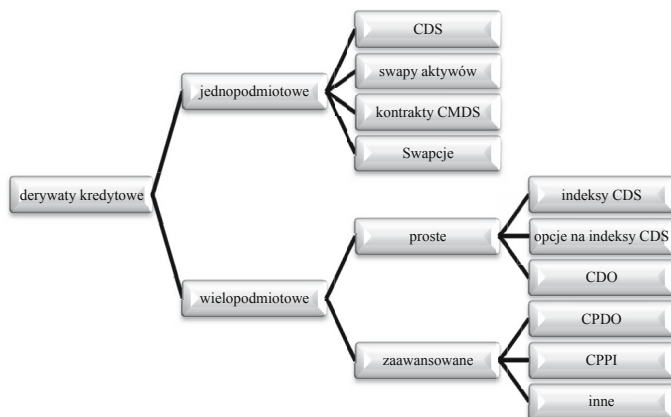 derywaty kredytowe
jednopodmiotowe
CDS
swapy aktywów
kontrakty CMDS
Swapcje
wielopodmiotowe
proste
indeksy CDS
opcje na indeksy CDS
CDO
zaawansowane
CPDO
CPPI
inne